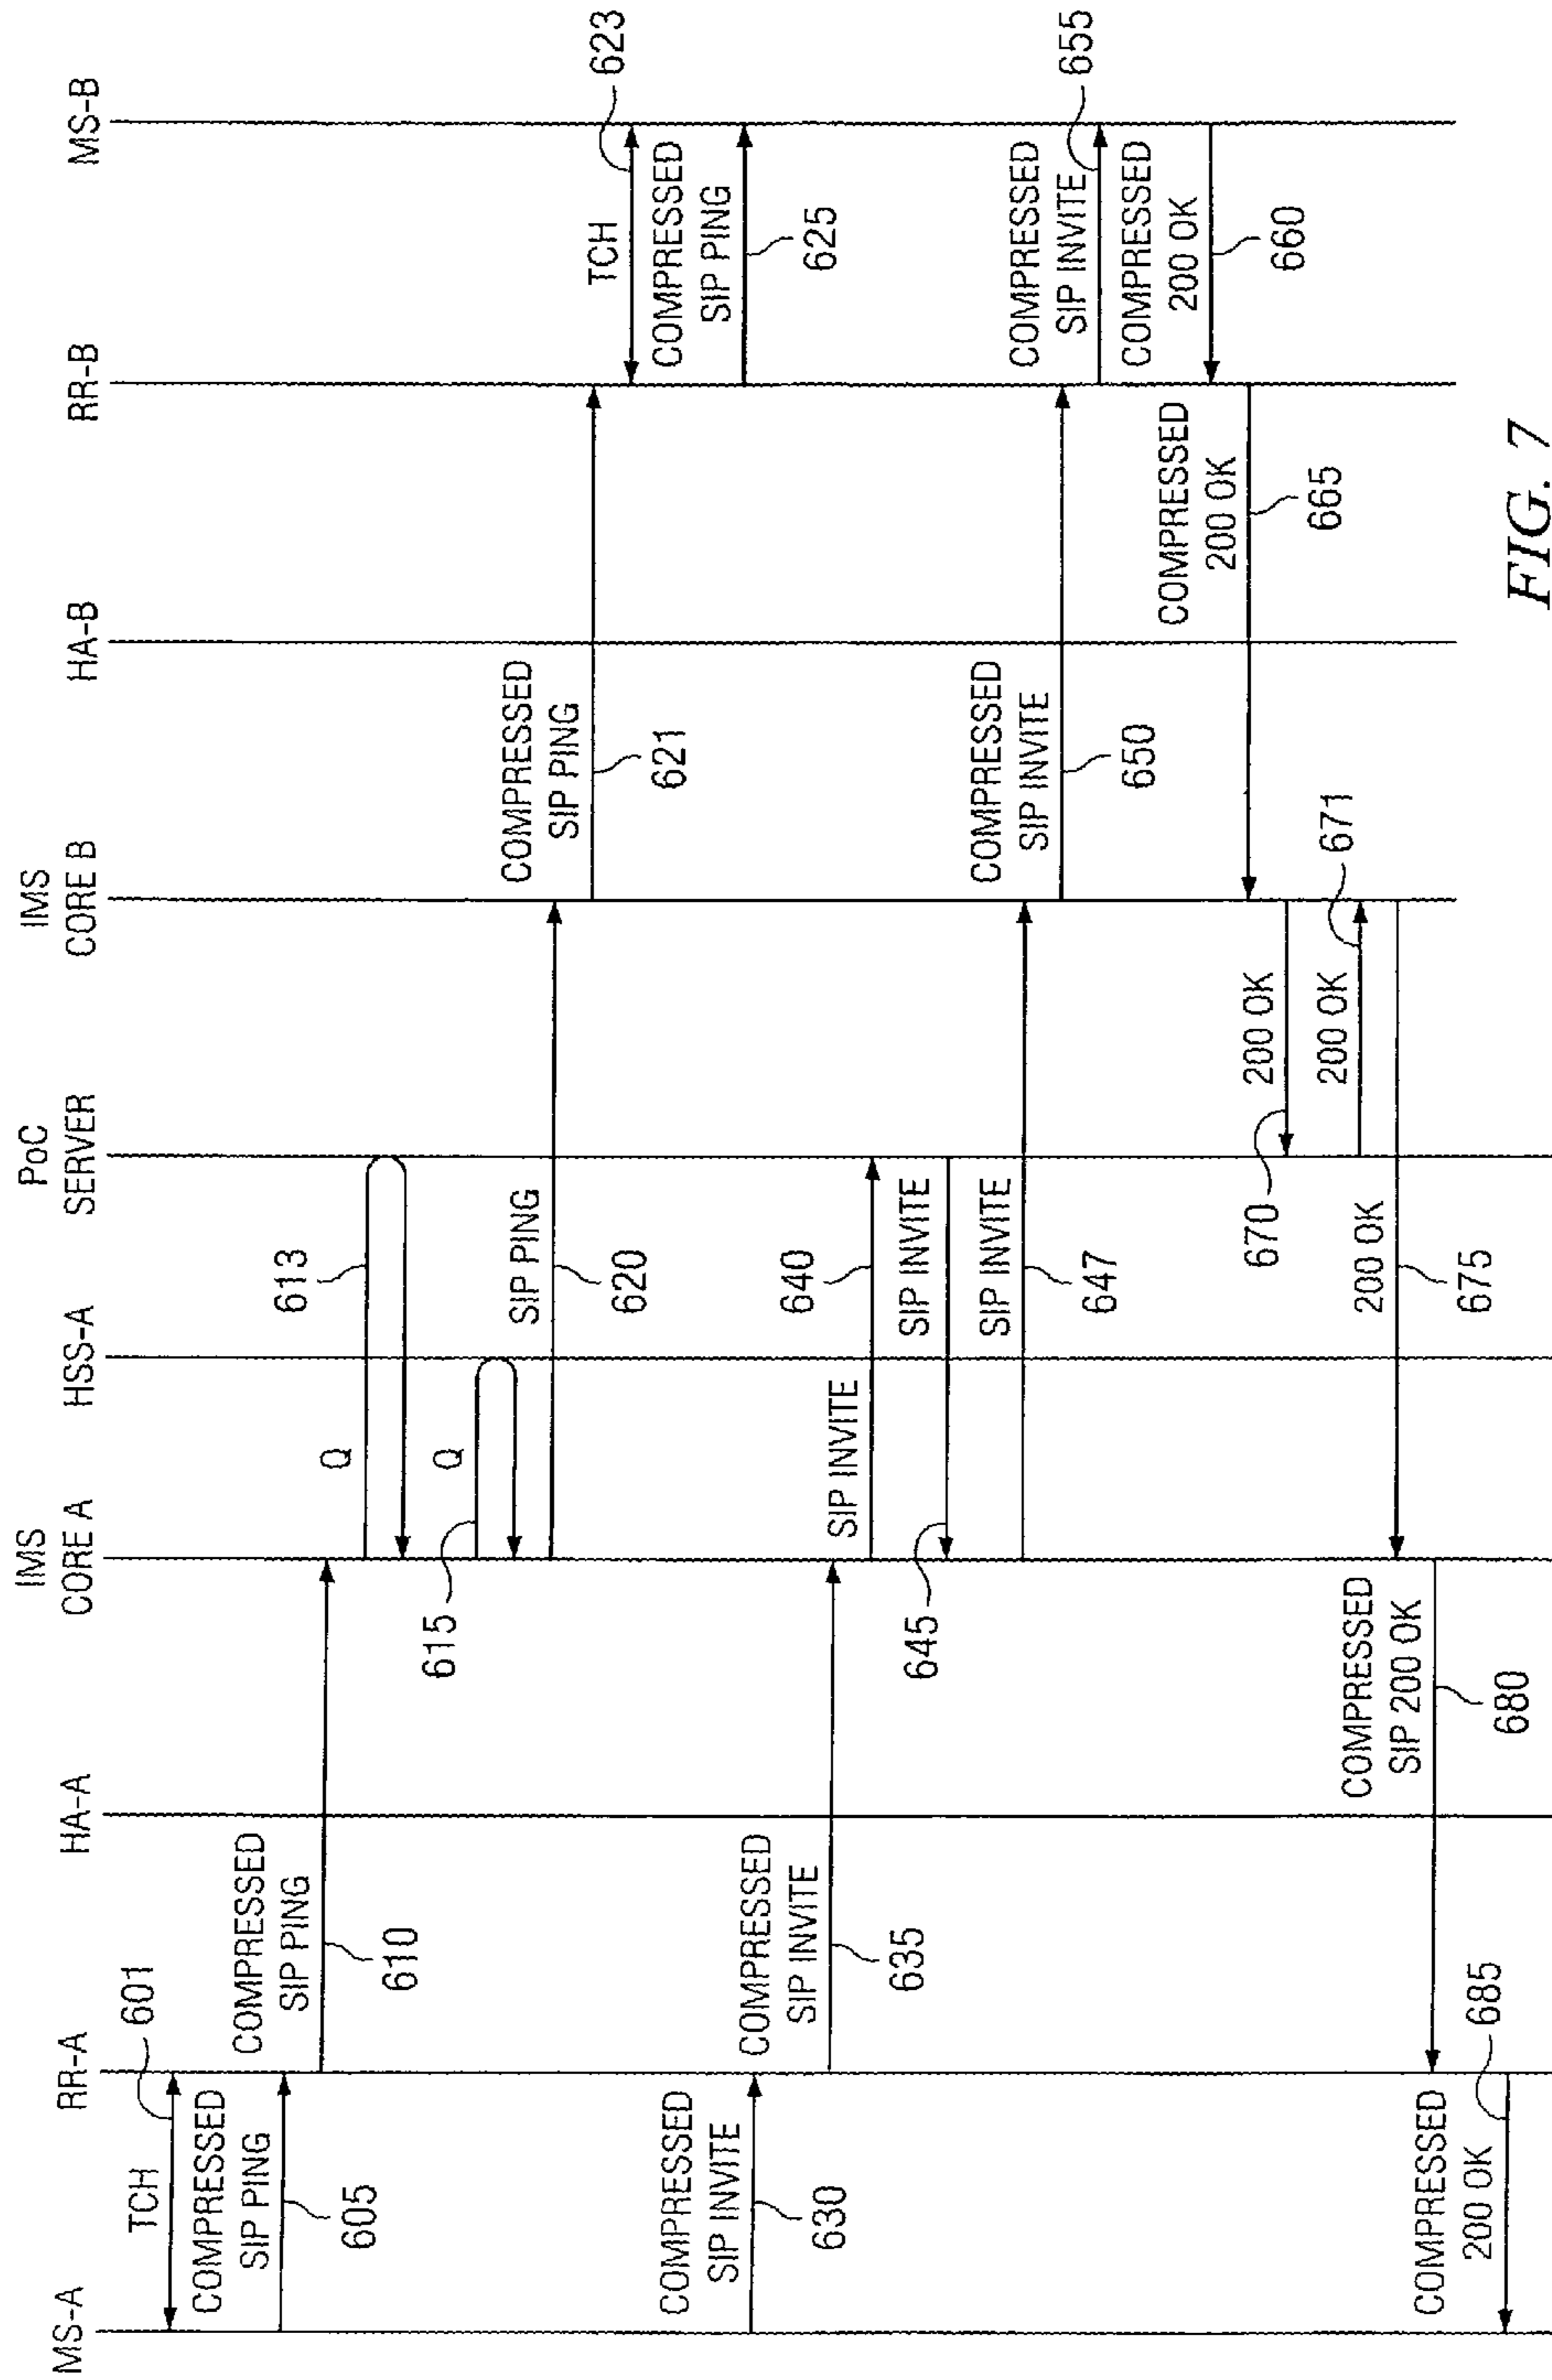 MS-A
RR-A
HA-A
IMS
CORE A
HSS-A
PoC
SERVER
IMS
CORE B
HA-B
RR-B
MS-B
TCH
601
COMPRESSED
SIP PING
605
COMPRESSED
SIP PING
610
Q
613
Q
615
SIP PING
620
COMPRESSED
SIP PING
621
TCH
623
COMPRESSED
SIP PING
625
COMPRESSED
SIP INVITE
630
COMPRESSED
SIP INVITE
635
SIP INVITE
640
SIP INVITE
645
SIP INVITE
647
COMPRESSED
SIP INVITE
650
COMPRESSED
SIP INVITE
655
COMPRESSED
200 OK
660
COMPRESSED
200 OK
665
200 OK
670
200 OK
671
200 OK
675
COMPRESSED
SIP 200 OK
680
COMPRESSED
200 OK
685
FIG. 7